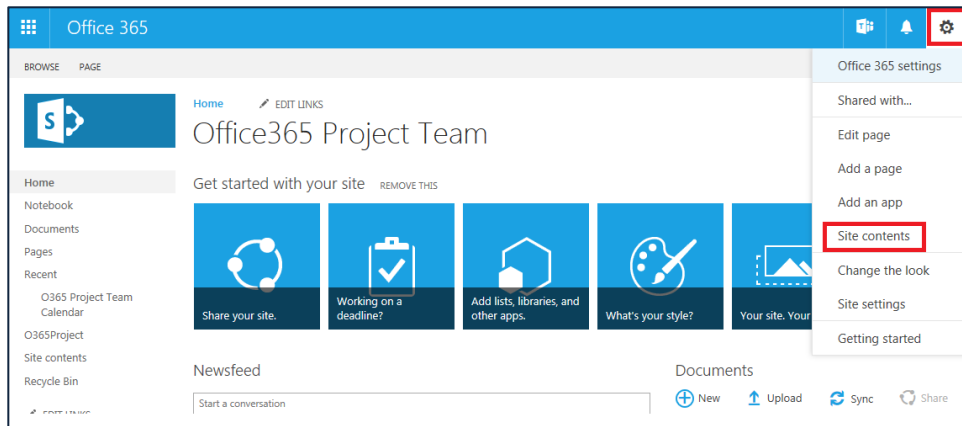 Office 365
BROWSE PAGE
Office 365 settings
Shared with...
Edit page
Add a page
Add an app
Site contents
Change the look
Site settings
Getting started
S
Home EDIT LINKS
Office365 Project Team
Home
Notebook
Documents
Pages
Recent
O365 Project Team
Calendar
O365Project
Site contents
Recycle Bin
EDIT LINKS
Get started with your site REMOVE THIS
Share your site.
Working on a
deadline?
Add lists, libraries, and
other apps.
What's your style?
Your site. Your
Newsfeed
Start a conversation
Documents
New Upload Sync Share